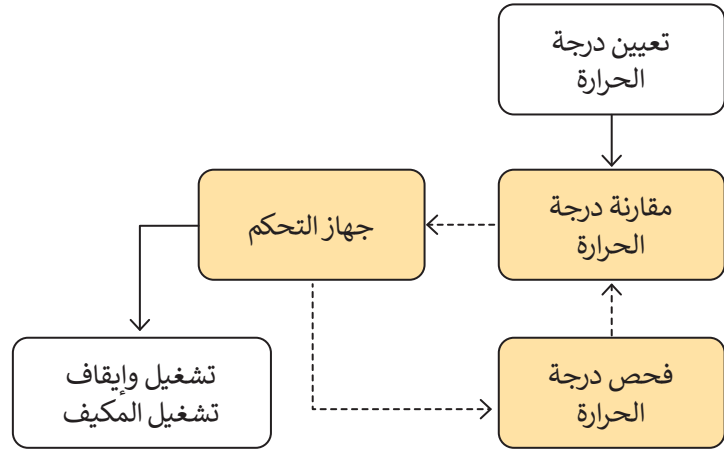 تعيين درجة
الحرارة
مقارنة درجة
الحرارة
جهاز التحكم
فحص درجة
الحرارة
تشغيل وإيقاف
تشغيل المكيف